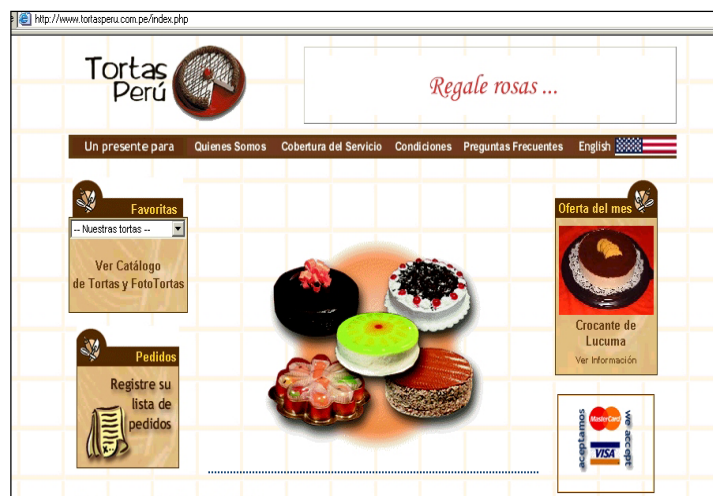 http://www.tortasperu.com.pe/index.php
Tortas
Perú
Regale rosas ...
Un presente para Quienes Somos Cobertura del Servicio Condiciones Preguntas Frecuentes English
Favoritas
-- Nuestras tortas --
Ver Catálogo
de Tortas y FotoTortas
Pedidos
Registre su
lista de
pedidos
Oferta del mes
Crocante de
Lucuma
Ver Información
aceptamos
MasterCard
VISA
we accept